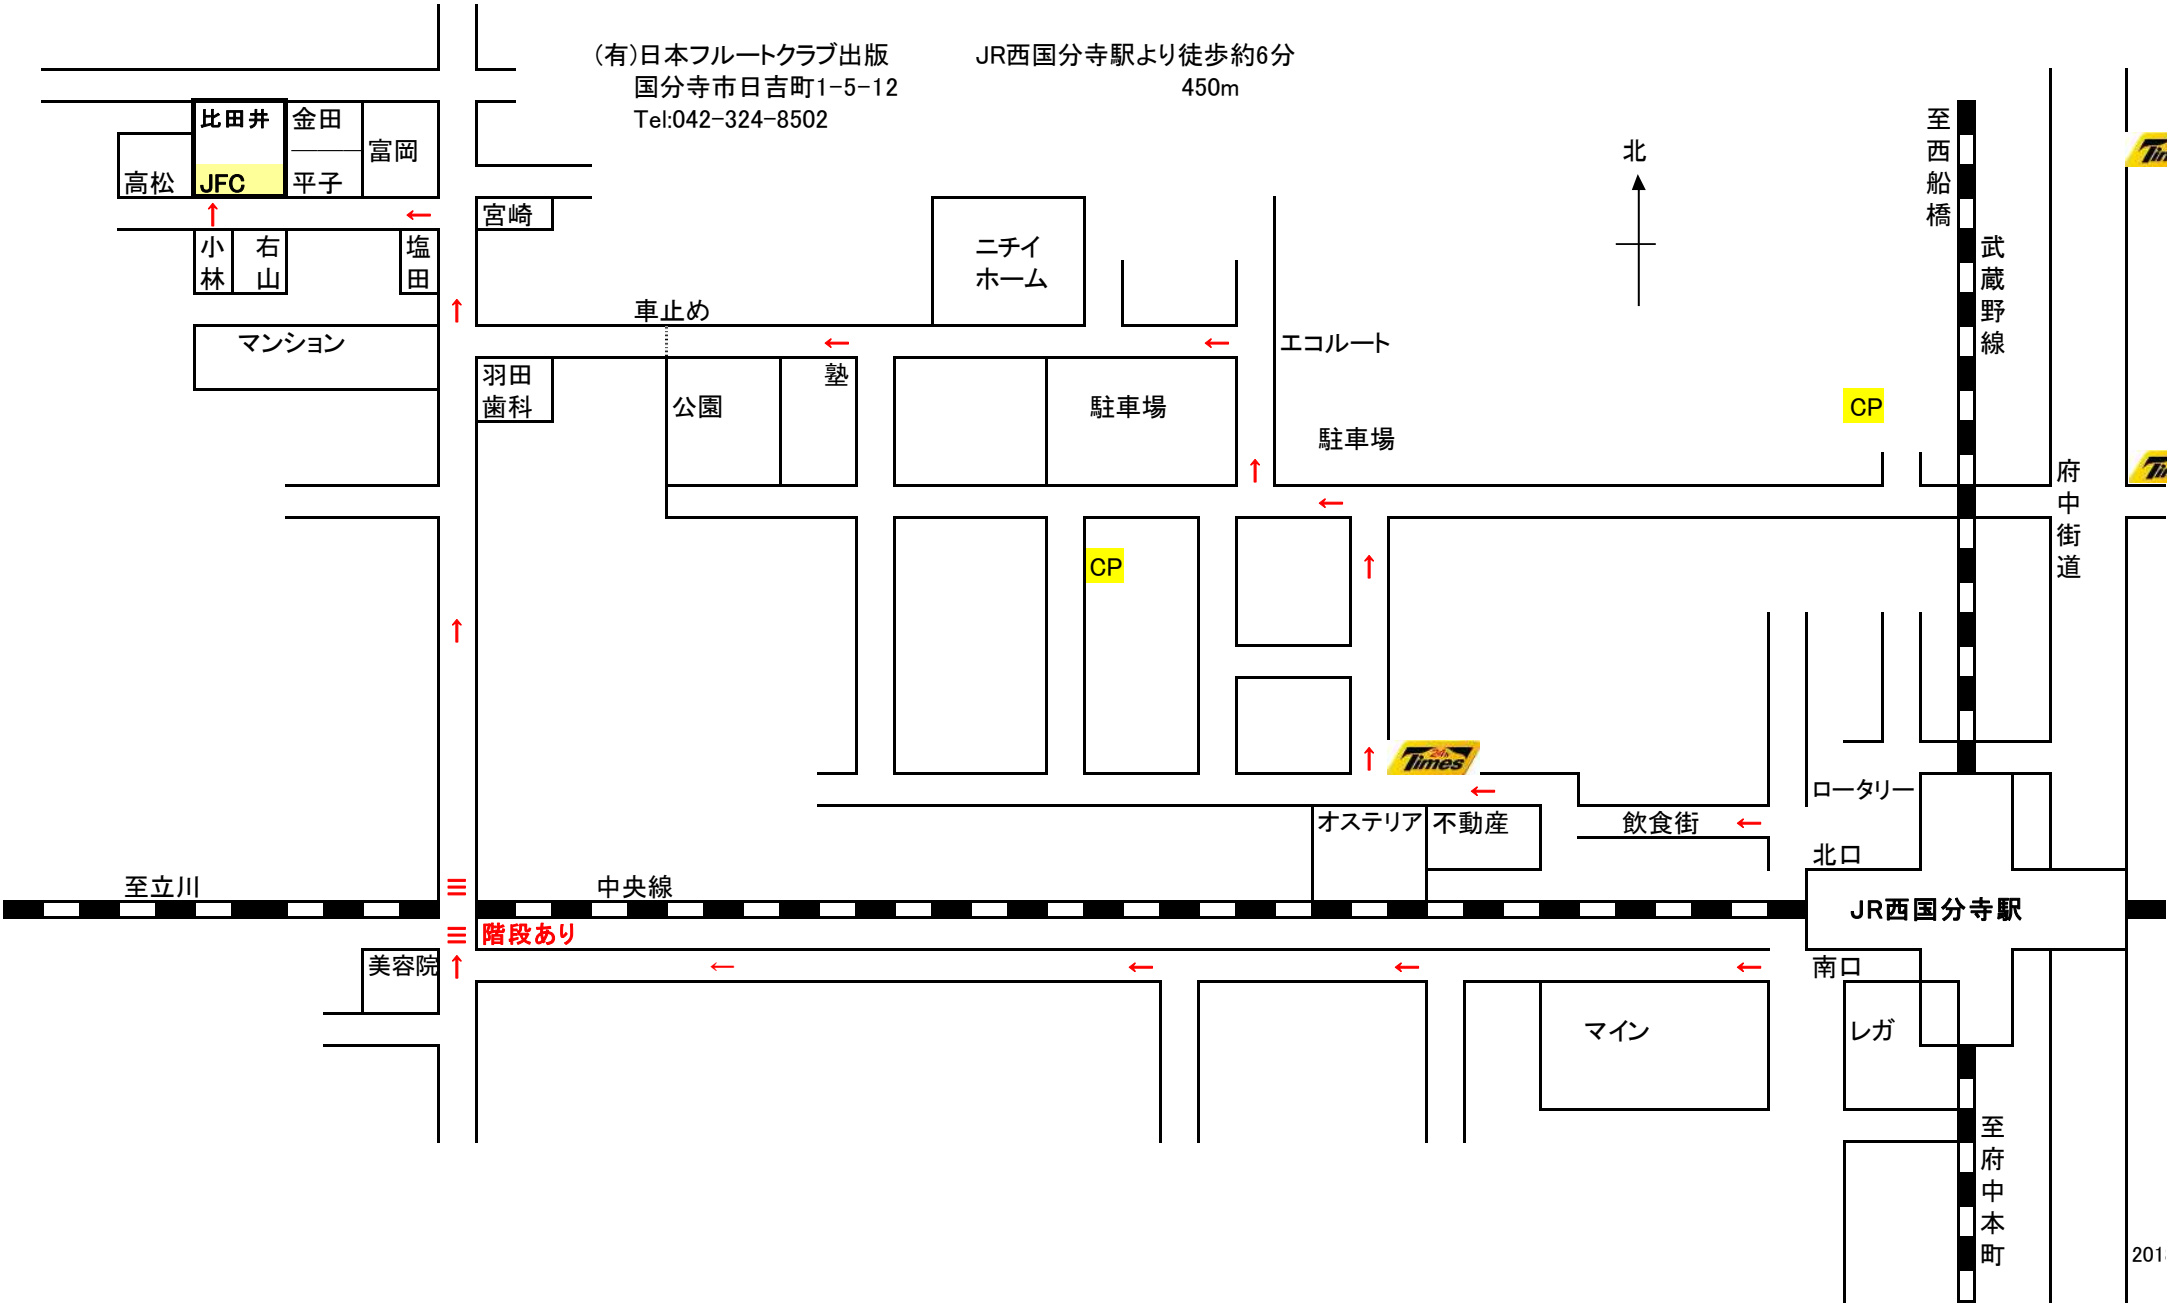 (有)日本フルートクラブ出版
JR西国分寺駅より徒歩約6分
国分寺市日吉町1-5-12
450m
Tel:042-324-8502
比田井
金田
富岡
高松
JFC
平子
至西船橋
北
宮崎
小林
右山
塩田
ニチイ
ホーム
武蔵野線
車止め
マンション
エコルート
羽田
歯科
公園
塾
駐車場
CP
駐車場
府中街道
CP
24h
Times
ロータリー
オステリア
不動産
飲食街
北口
至立川
中央線
JR西国分寺駅
階段あり
美容院
南口
マイン
レガ
至府中本町